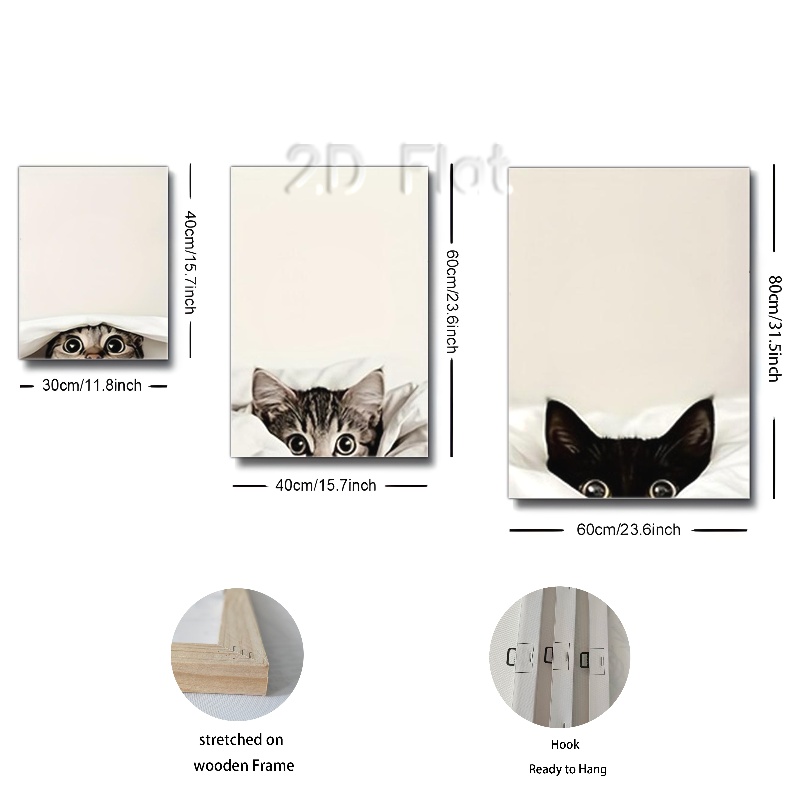 2D Flat
40cm/15.7inch
30cm/11.8inch
60cm/23.6inch
40cm/15.7inch
80cm/31.5inch
60cm/23.6inch
stretched on
wooden Frame
Hook
Ready to Hang